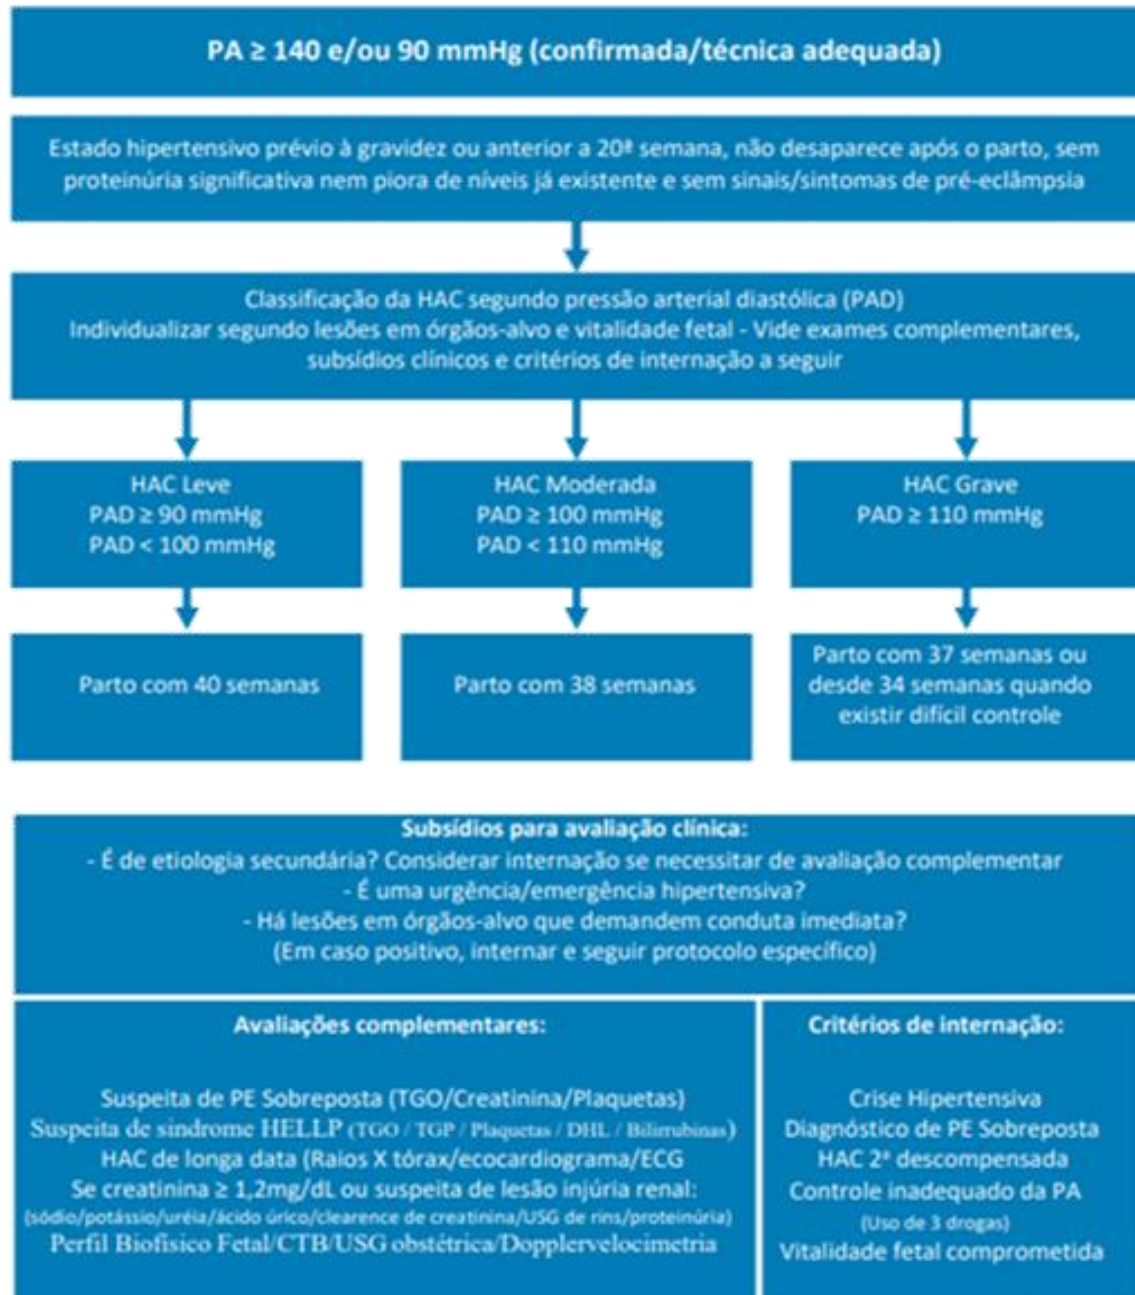 PA ≥ 140 e/ou 90 mmHg (confirmada/técnica adequada)
Estado hipertensivo prévio à gravidez ou anterior a 20ª semana, não desaparece após o parto, sem
proteinúria significativa nem piora de níveis já existente e sem sinais/sintomas de pré-eclâmpsia
Classificação da HAC segundo pressão arterial diastólica (PAD)
Individualizar segundo lesões em órgãos-alvo e vitalidade fetal - Vide exames complementares,
subsídios clínicos e critérios de internação a seguir
HAC Leve
PAD ≥ 90 mmHg
PAD < 100 mmHg
HAC Moderada
PAD ≥ 100 mmHg
PAD < 110 mmHg
HAC Grave
PAD ≥ 110 mmHg
Parto com 40 semanas
Parto com 38 semanas
Parto com 37 semanas ou
desde 34 semanas quando
existir difícil controle
Subsídios para avaliação clínica:
- É de etiologia secundária? Considerar internação se necessitar de avaliação complementar
- É uma urgência/emergência hipertensiva?
- Há lesões em órgãos-alvo que demandem conduta imediata?
(Em caso positivo, internar e seguir protocolo específico)
Avaliações complementares:
Suspeita de PE Sobreposta (TGO/Creatinina/Plaquetas)
Suspeita de sindrome HELLP (TGO / TGP / Plaquetas / DHL / Bilirrubinas)
HAC de longa data (Raios X tórax/ecocardiograma/ECG
Se creatinina ≥ 1,2mg/dL ou suspeita de lesão injúria renal:
(sódio/potássio/uréia/ácido úrico/clearence de creatinina/USG de rins/proteinúria)
Perfil Biofísico Fetal/CTB/USG obstétrica/Dopplervelocimetria
Critérios de internação:
Crise Hipertensiva
Diagnóstico de PE Sobreposta
HAC 2ª descompensada
Controle inadequado da PA
(Uso de 3 drogas)
Vitalidade fetal comprometida